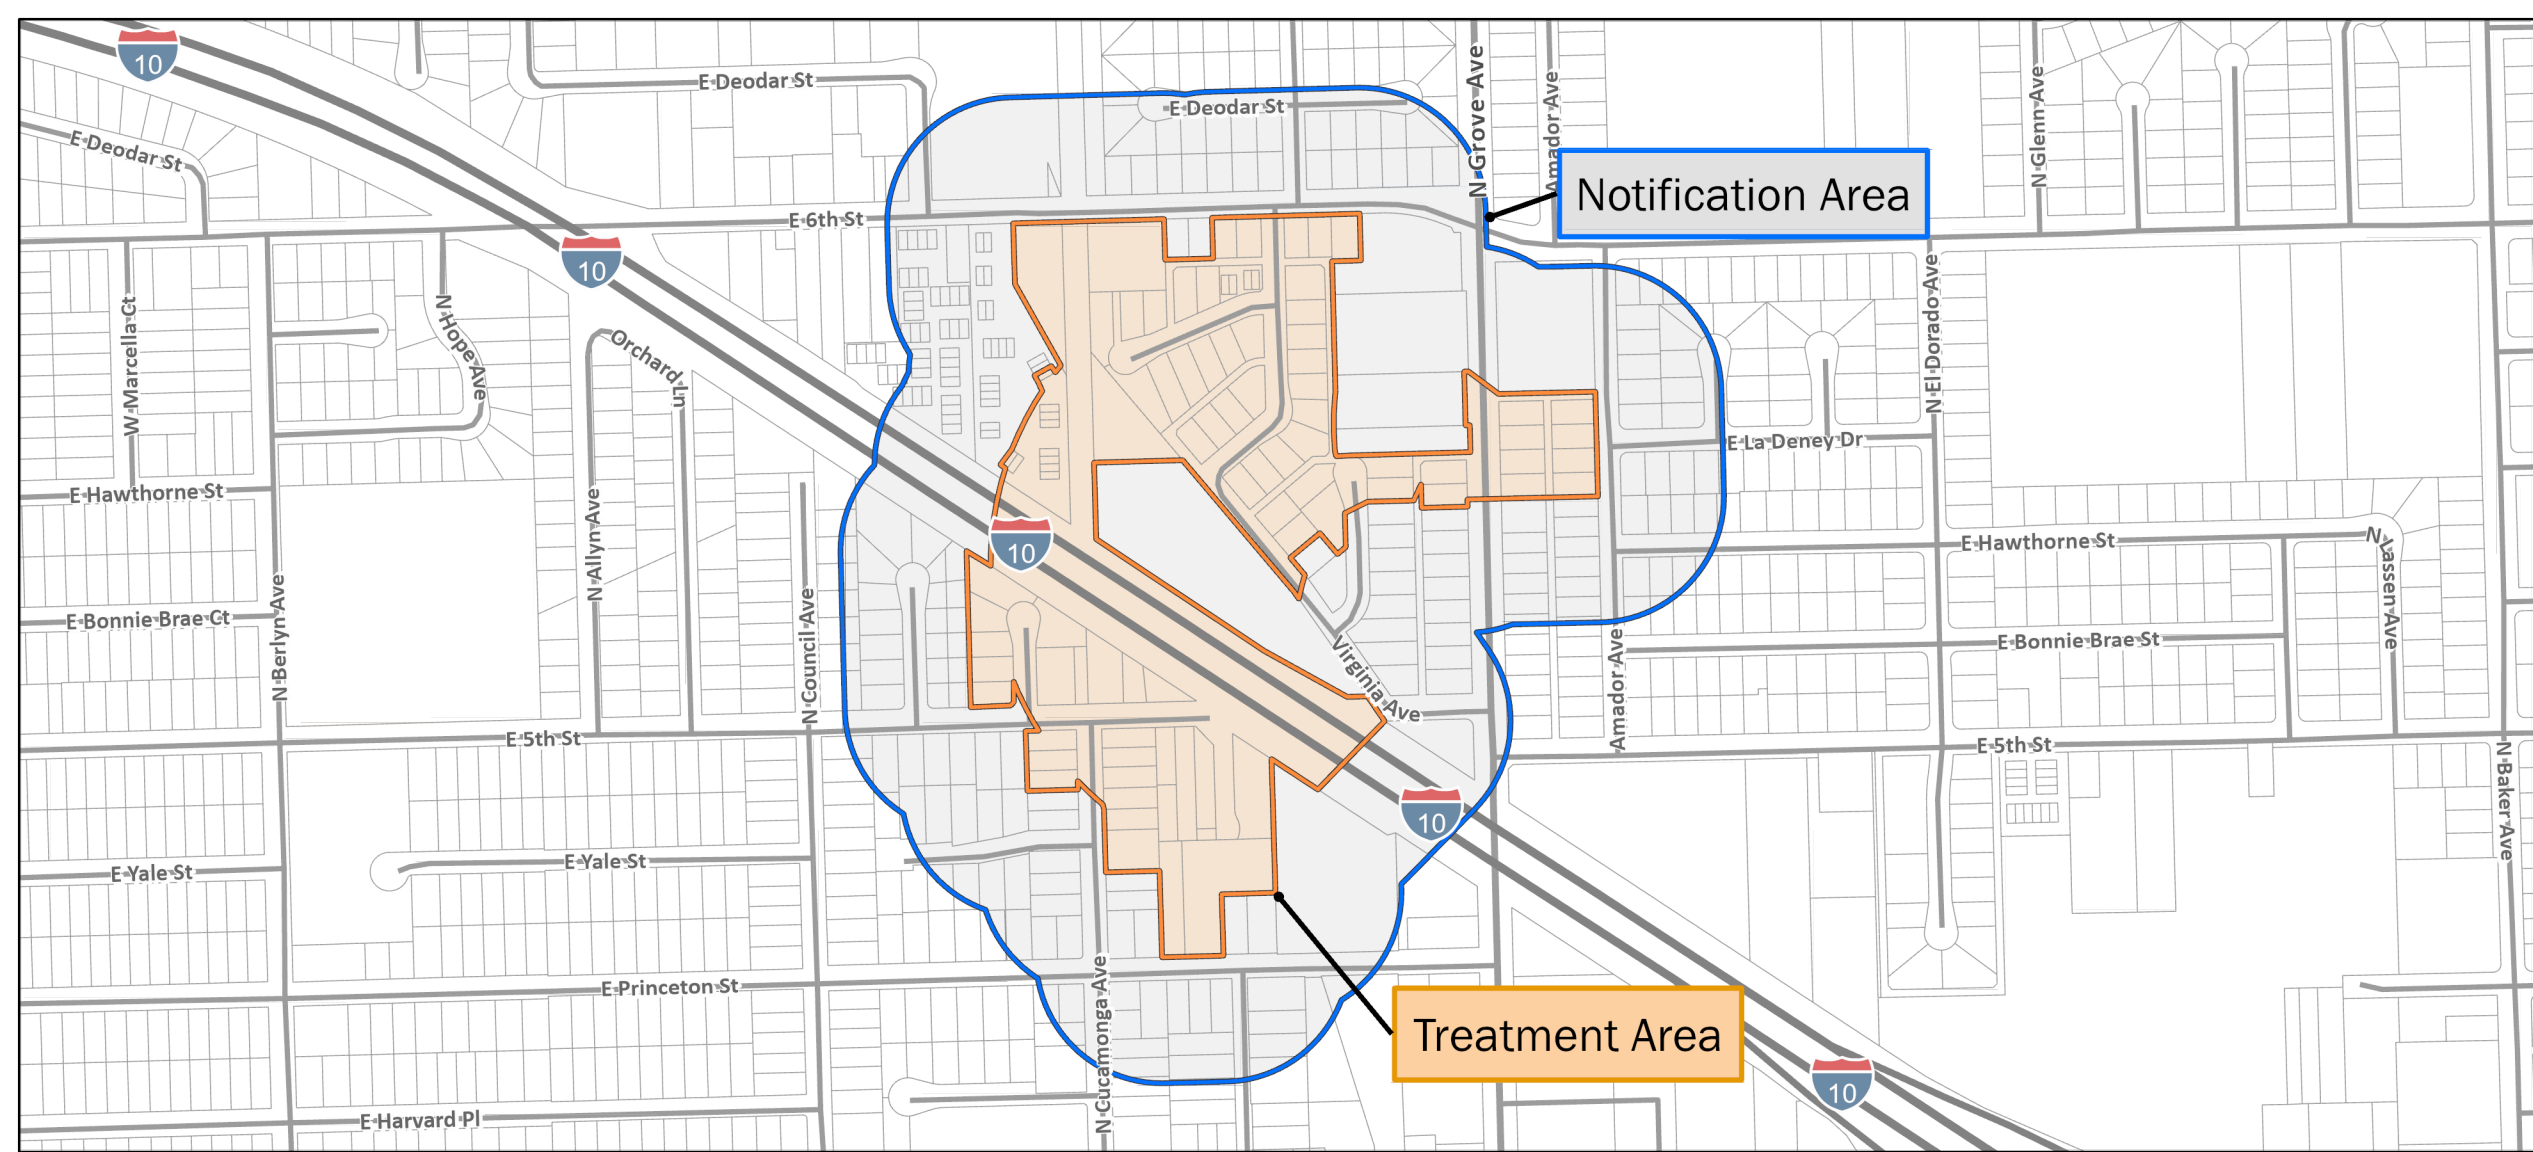 10
E Deodar St
E Deodar St
E Deodar St
N Grove Ave
Amador Ave
N Glenn Ave
Notification Area
E 6th St
10
W Marcella Ct
N Hope Ave
Orchard Ln
N El Dorado Ave
E La Deney Dr
E Hawthorne St
N Allyn Ave
10
E Hawthorne St
N Lassen Ave
E Bonnie Brae Ct
N Berlyn Ave
N Council Ave
Virginia Ave
Amador Ave
E Bonnie Brae St
E 5th St
E 5th St
N Baker Ave
10
E Yale St
E Yale St
E Princeton St
N Cucamonga Ave
Treatment Area
10
E Harvard Pl